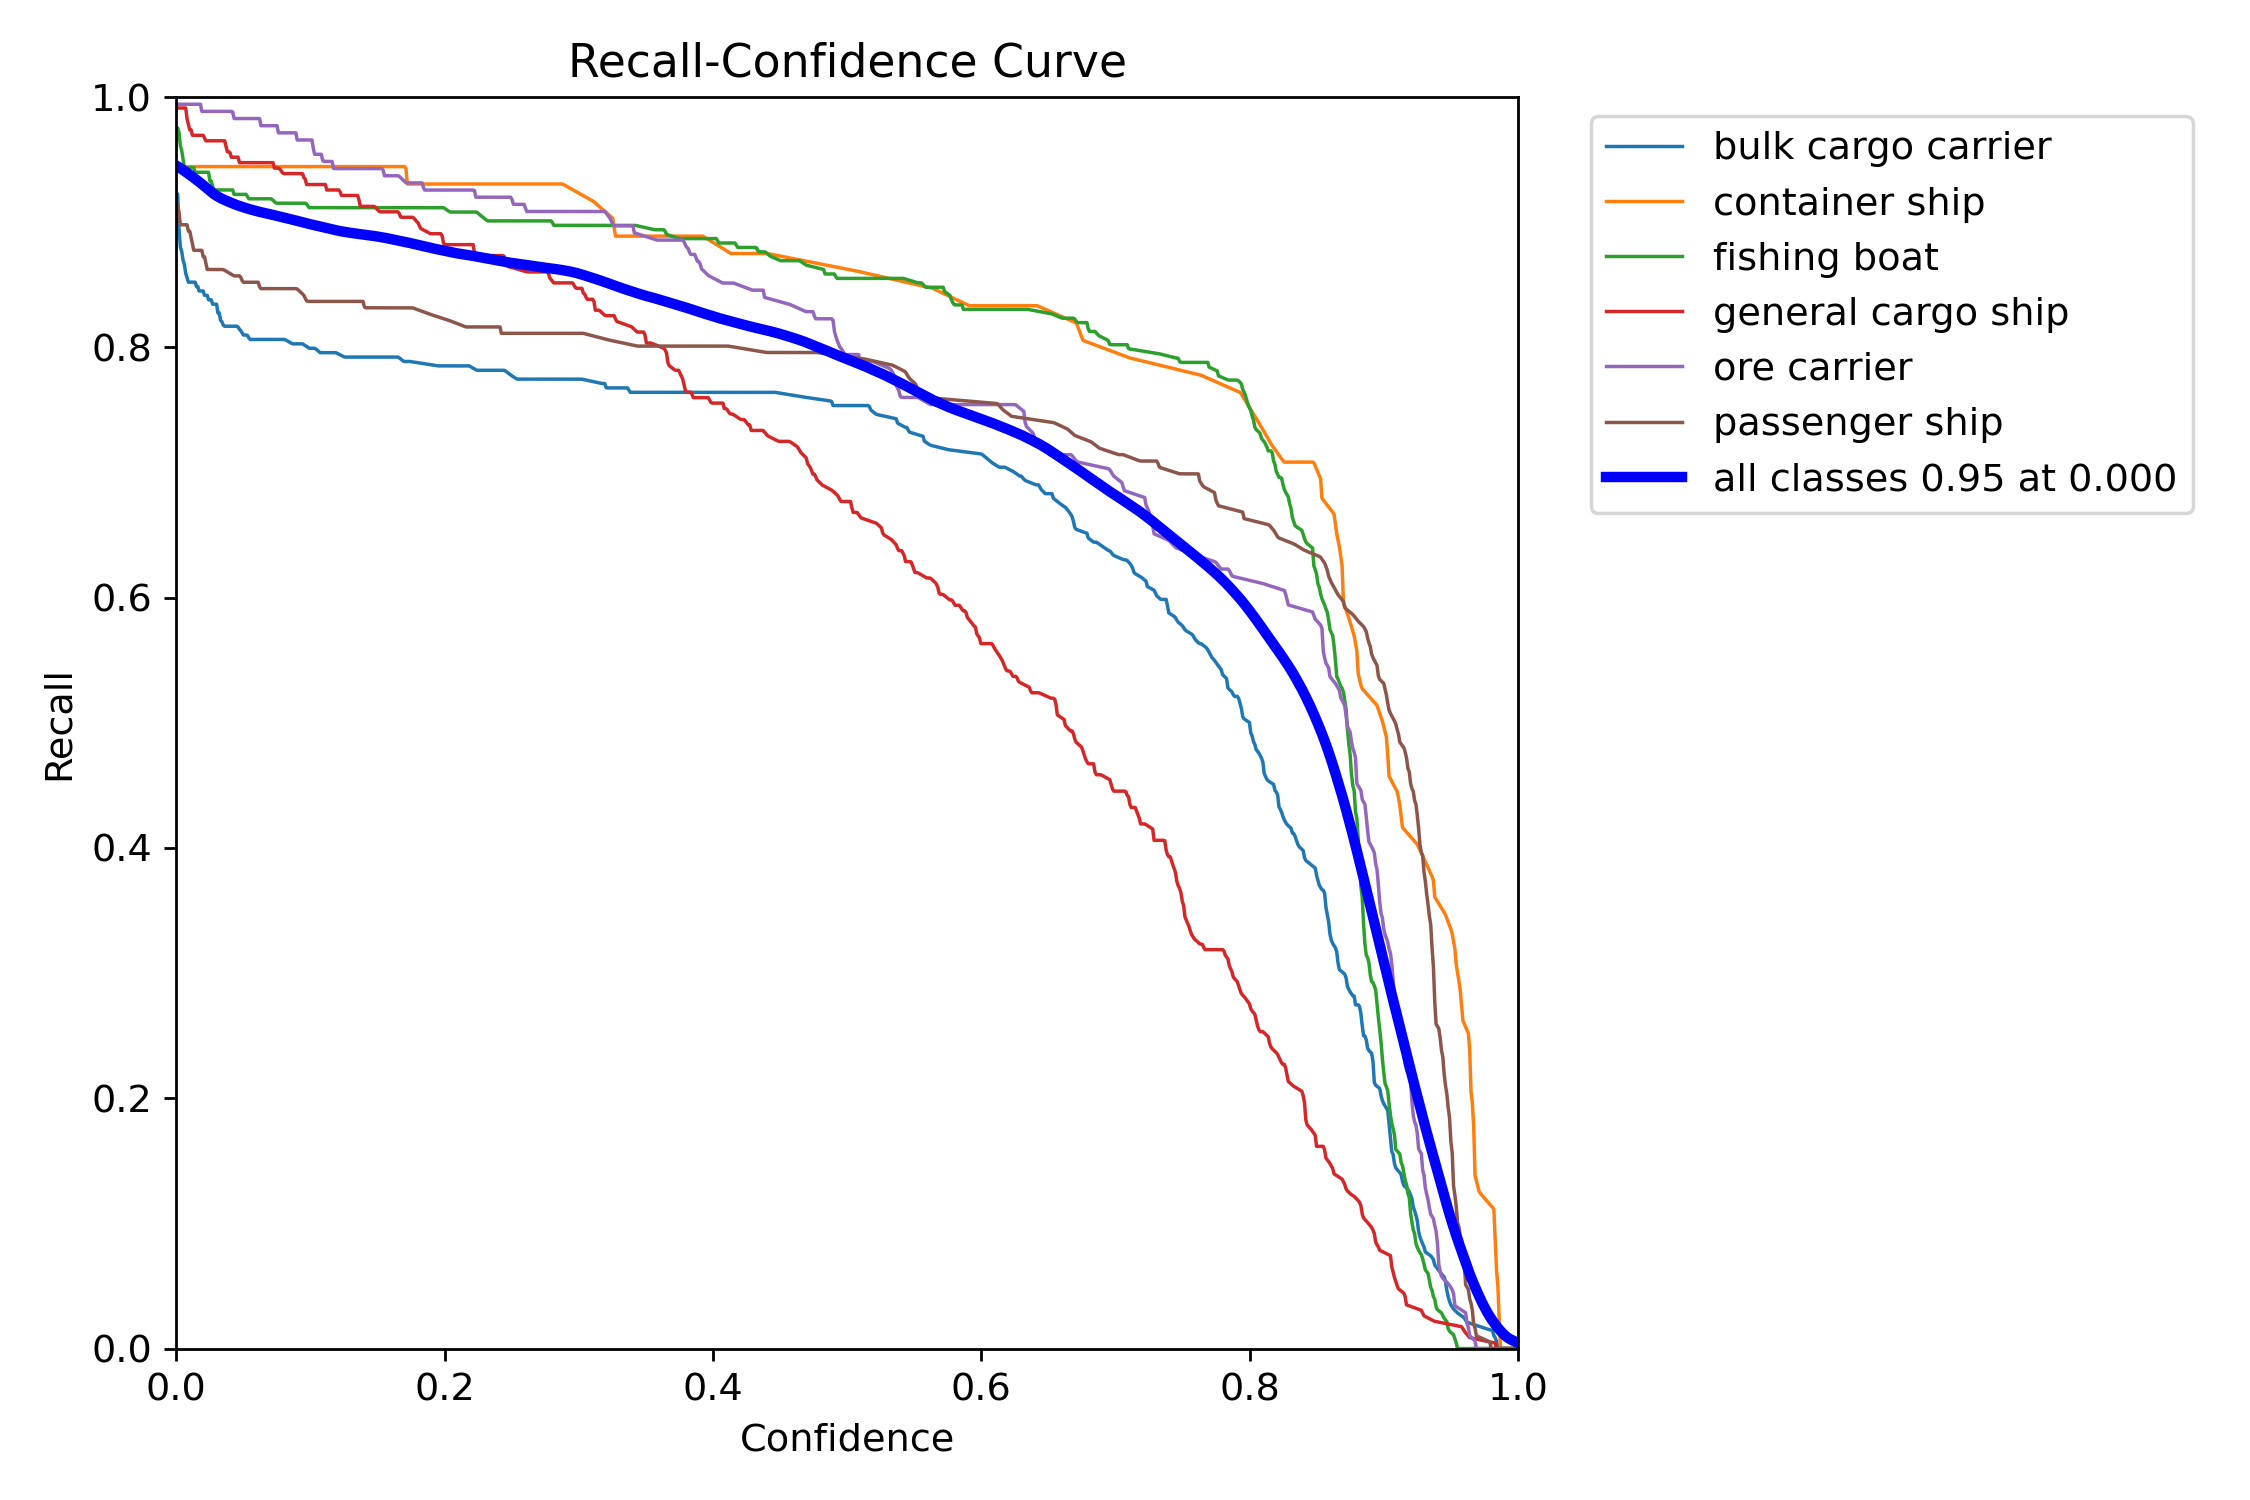 Recall-Confidence Curve
1.0
0.8
0.6
0.4
0.2
0.0
Recall
0.0 0.2 0.4 0.6 0.8 1.0
Confidence
bulk cargo carrier
container ship
fishing boat
general cargo ship
ore carrier
passenger ship
all classes 0.95 at 0.000